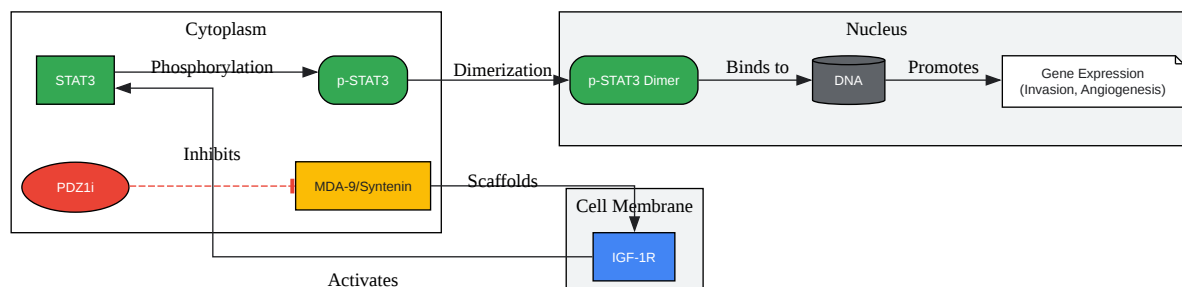 Cytoplasm
Nucleus
STAT3
Phosphorylation
p-STAT3
Dimerization
p-STAT3 Dimer
Binds to
DNA
Promotes
Gene Expression
(Invasion, Angiogenesis)
Inhibits
PDZ1i
MDA-9/Syntenin
Scaffolds
Cell Membrane
IGF-1R
Activates